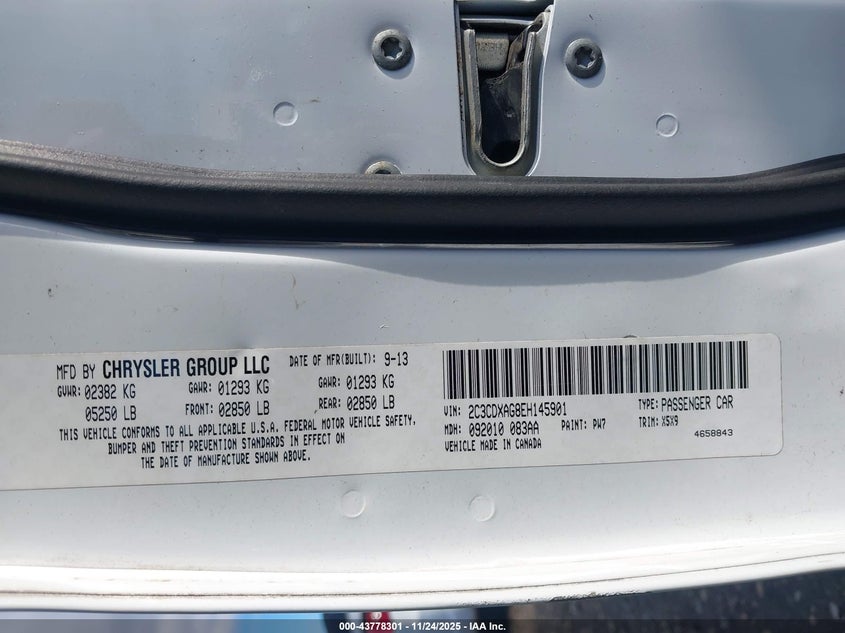 MFD BY CHRYSLER GROUP LLC DATE OF MFR(BUILT): 9-13
GVWR: 02382 KG GAWR: 01293 KG GAWR: 01293 KG
05250 LB FRONT: 02850 LB REAR: 02850 LB
THIS VEHICLE CONFORMS TO ALL APPLICABLE U.S.A. FEDERAL MOTOR VEHICLE SAFETY,
BUMPER AND THEFT PREVENTION STANDARDS IN EFFECT ON
THE DATE OF MANUFACTURE SHOWN ABOVE.
VIN: 2C3CDXAG8EH145901 TYPE: PASSENGER CAR
MDH: 092010 083AA PAINT: PW7 TRIM: X5X9
VEHICLE MADE IN CANADA 4658843
000-43778301 - 11/24/2025 - IAA Inc.